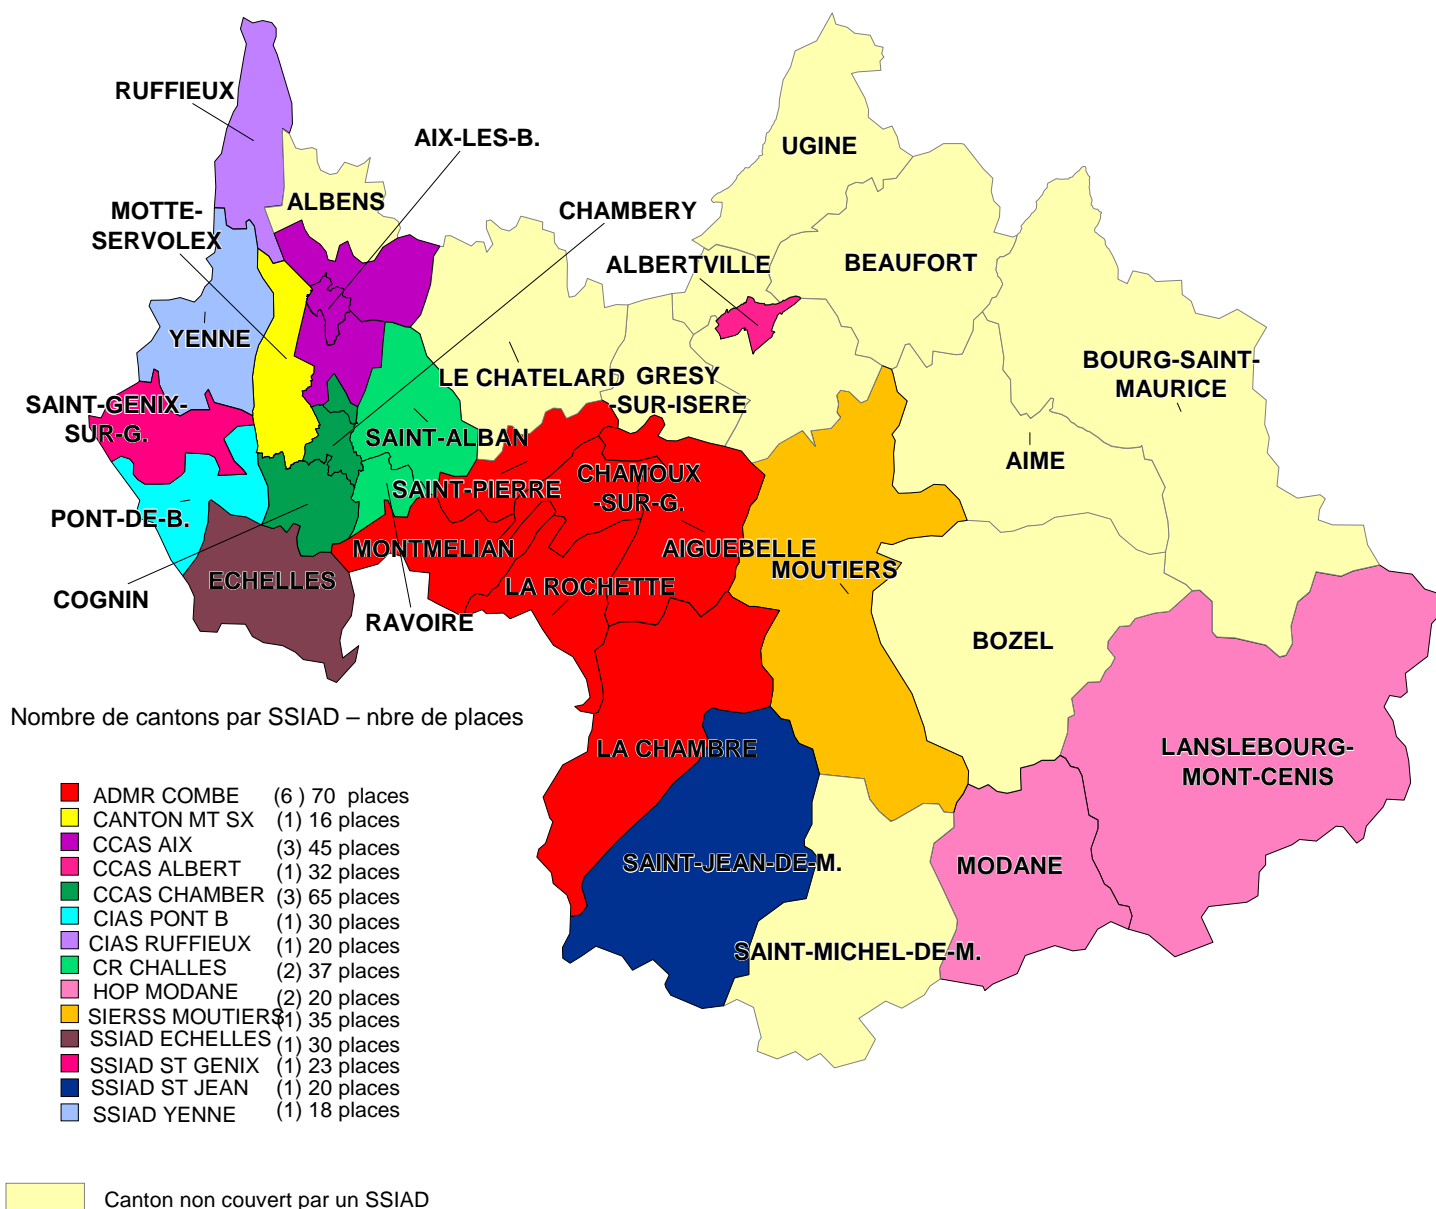 RUFFIEUX
AIX-LES-B.
UGINE
ALBENS
MOTTE-
SERVOLEX
CHAMBERY
ALBERTVILLE
BEAUFORT
YENNE
BOURG-SAINT-
MAURICE
LE CHATELARD
GRESY
-SUR-ISERE
SAINT-GENIX-
SUR-G.
SAINT-ALBAN
AIME
CHAMOUX
-SUR-G.
SAINT-PIERRE
PONT-DE-B.
MONTMELIAN
AIGUEBELLE
MOUTIERS
ECHELLES
LA ROCHETTE
COGNIN
RAVOIRE
BOZEL
Nombre de cantons par SSIAD – nbre de places
LA CHAMBRE
LANSLEBOURG-
MONT-CENIS
SAINT-JEAN-DE-M.
MODANE
SAINT-MICHEL-DE-M.
ADMR COMBE (6 ) 70 places
CANTON MT SX (1) 16 places
CCAS AIX (3) 45 places
CCAS ALBERT (1) 32 places
CCAS CHAMBER (3) 65 places
CIAS PONT B (1) 30 places
CIAS RUFFIEUX (1) 20 places
CR CHALLES (2) 37 places
HOP MODANE (2) 20 places
SIERSS MOUTIERS (1) 35 places
SSIAD ECHELLES (1) 30 places
SSIAD ST GENIX (1) 23 places
SSIAD ST JEAN (1) 20 places
SSIAD YENNE (1) 18 places
Canton non couvert par un SSIAD